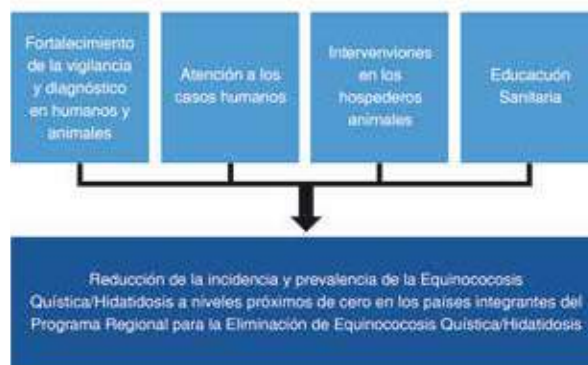 Fortalecimiento
de la vigilancia
y diagnóstico
en humanos y
animales
Atención a los
casos humanos
Intervenviones
en los
hospederos
animales
Educacuón
Sanitaria
Reducción de la incidencia y prevalencia de la Equinococosis
Quística/Hidatidosis a niveles próximos de cero en los países integrantes del
Programa Regional para la Eliminación de Equinococosis Quística/Hidatidosis